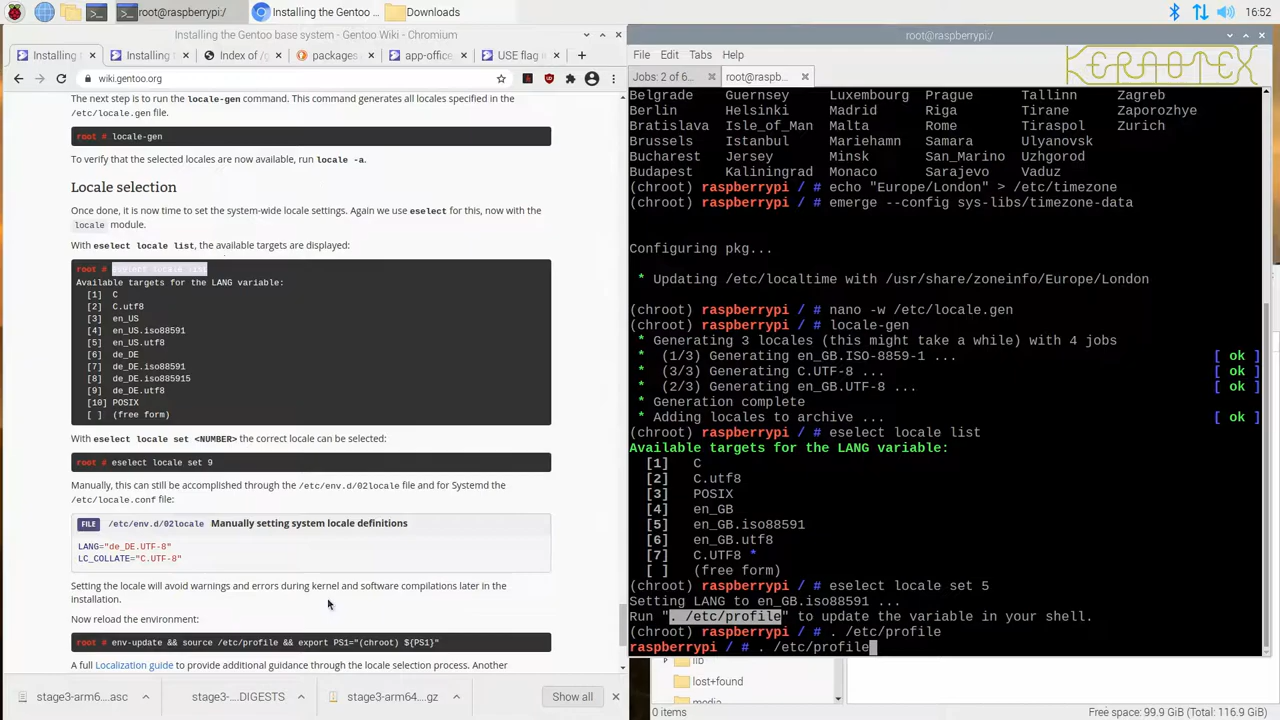 root@raspberrypi:/
Installing the Gentoo ...
Downloads
16:52
Installing the Gentoo base system - Gentoo Wiki - Chromium
Installing t
Installing t
Index of /g
packages:
app-office
USE flag
wiki.gentoo.org
The next step is to run the locale-gen command. This command generates all locales specified in the
/etc/locale.gen file.
root # locale-gen
To verify that the selected locales are now available, run locale -a.
Locale selection
Once done, it is now time to set the system-wide locale settings. Again we use eselect for this, now with the
locale module.
With eselect locale list, the available targets are displayed:
root # eselect locale list
Available targets for the LANG variable:
[1] C
[2] C.utf8
[3] en_US
[4] en_US.iso88591
[5] en_US.utf8
[6] de_DE
[7] de_DE.iso88591
[8] de_DE.iso885915
[9] de_DE.utf8
[10] POSIX
[ ] (free form)
With eselect locale set <NUMBER> the correct locale can be selected:
root # eselect locale set 9
Manually, this can still be accomplished through the /etc/env.d/02locale file and for Systemd the
/etc/locale.conf file:
FILE /etc/env.d/02locale Manually setting system locale definitions
LANG="de_DE.UTF-8"
LC_COLLATE="C.UTF-8"
Setting the locale will avoid warnings and errors during kernel and software compilations later in the
installation.
Now reload the environment:
root # env-update && source /etc/profile && export PS1="(chroot) ${PS1}"
A full Localization guide to provide additional guidance through the locale selection process. Another
stage3-arm6....asc
stage3-....DIGESTS
stage3-arm64....gz
Show all
root@raspberrypi:/
File Edit Tabs Help
KERNOTEX
Jobs: 2 of 6...
root@raspb...
Belgrade Guernsey Luxembourg Prague Tallinn Zagreb
Berlin Helsinki Madrid Riga Tirane Zaporozhye
Bratislava Isle_of_Man Malta Rome Tiraspol Zurich
Brussels Istanbul Mariehamn Samara Ulyanovsk
Bucharest Jersey Minsk San_Marino Uzhgorod
Budapest Kaliningrad Monaco Sarajevo Vaduz
(chroot) raspberrypi / # echo "Europe/London" > /etc/timezone
(chroot) raspberrypi / # emerge --config sys-libs/timezone-data
Configuring pkg...
* Updating /etc/localtime with /usr/share/zoneinfo/Europe/London
(chroot) raspberrypi / # nano -w /etc/locale.gen
(chroot) raspberrypi / # locale-gen
* Generating 3 locales (this might take a while) with 4 jobs
* (1/3) Generating en_GB.ISO-8859-1 ... [ ok ]
* (3/3) Generating C.UTF-8 ... [ ok ]
* (2/3) Generating en_GB.UTF-8 ... [ ok ]
* Generation complete
* Adding locales to archive ... [ ok ]
(chroot) raspberrypi / # eselect locale list
Available targets for the LANG variable:
[1] C
[2] C.utf8
[3] POSIX
[4] en_GB
[5] en_GB.iso88591
[6] en_GB.utf8
[7] C.UTF8 *
[ ] (free form)
(chroot) raspberrypi / # eselect locale set 5
Setting LANG to en_GB.iso88591 ...
Run ". /etc/profile" to update the variable in your shell.
(chroot) raspberrypi / # . /etc/profile
raspberrypi / # . /etc/profile
lib
lost+found
media
0 items
Free space: 99.9 GiB (Total: 116.9 GiB)